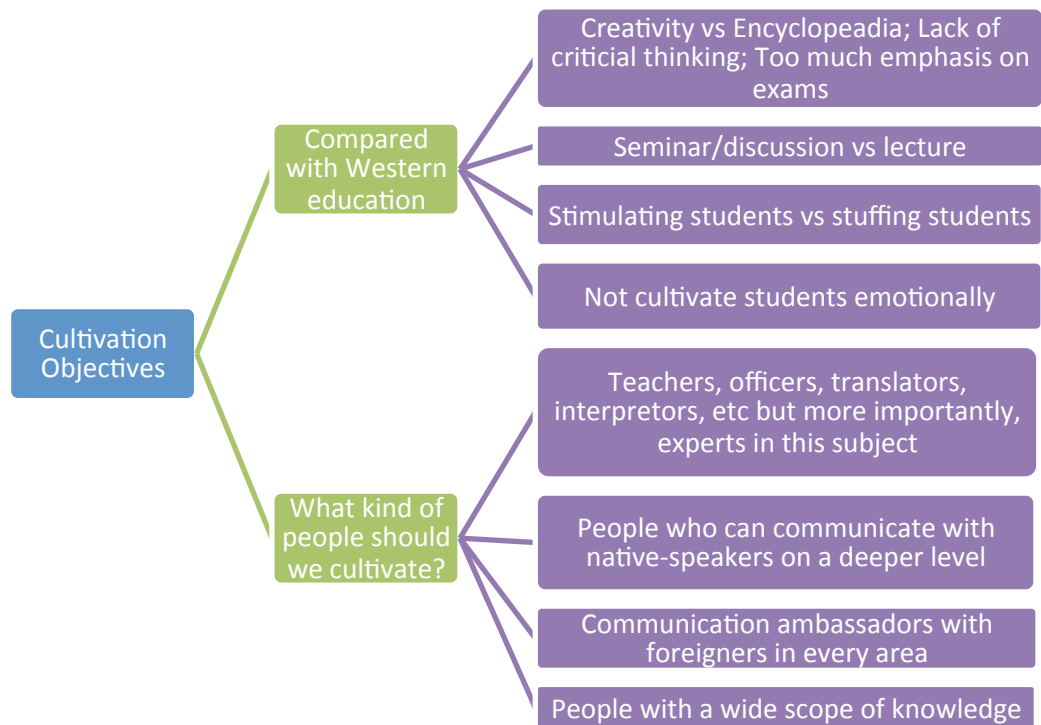 Cultivation
Objectives
Compared
with Western
education
Creativity vs Encyclopeadia; Lack of
criticial thinking; Too much emphasis on
exams
Seminar/discussion vs lecture
Stimulating students vs stuffing students
Not cultivate students emotionally
What kind of
people should
we cultivate?
Teachers, officers, translators,
interpretors, etc but more importantly,
experts in this subject
People who can communicate with
native-speakers on a deeper level
Communication ambassadors with
foreigners in every area
People with a wide scope of knowledge